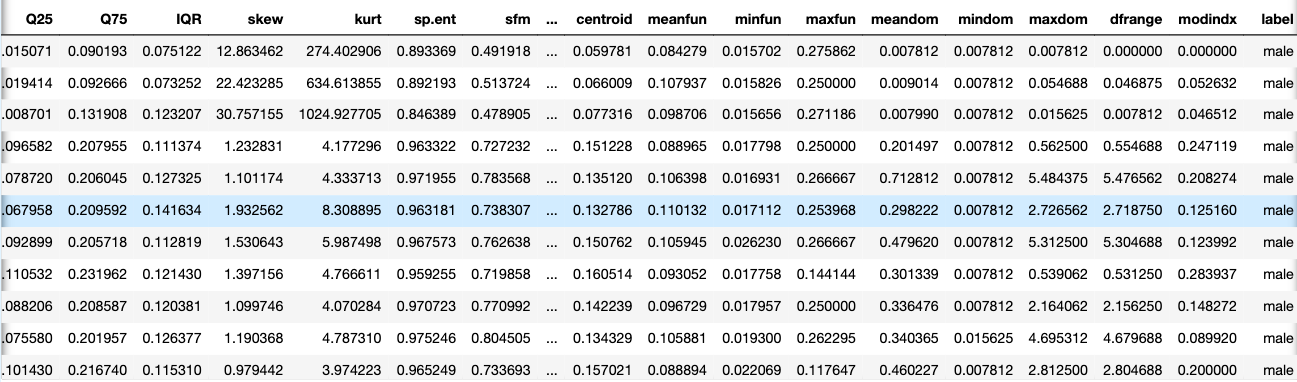 Q25 Q75 IQR skew kurt sp.ent sfm ... centroid meanfun minfun maxfun meandom mindom maxdom dfrange modindx label
.015071 0.090193 0.075122 12.863462 274.402906 0.893369 0.491918 ... 0.059781 0.084279 0.015702 0.275862 0.007812 0.007812 0.007812 0.000000 0.000000 male
.019414 0.092666 0.073252 22.423285 634.613855 0.892193 0.513724 ... 0.066009 0.107937 0.015826 0.250000 0.009014 0.007812 0.054688 0.046875 0.052632 male
.008701 0.131908 0.123207 30.757155 1024.927705 0.846389 0.478905 ... 0.077316 0.098706 0.015656 0.271186 0.007990 0.007812 0.015625 0.007812 0.046512 male
.096582 0.207955 0.111374 1.232831 4.177296 0.963322 0.727232 ... 0.151228 0.088965 0.017798 0.250000 0.201497 0.007812 0.562500 0.554688 0.247119 male
.078720 0.206045 0.127325 1.101174 4.333713 0.971955 0.783568 ... 0.135120 0.106398 0.016931 0.266667 0.712812 0.007812 5.484375 5.476562 0.208274 male
.067958 0.209592 0.141634 1.932562 8.308895 0.963181 0.738307 ... 0.132786 0.110132 0.017112 0.253968 0.298222 0.007812 2.726562 2.718750 0.125160 male
.092899 0.205718 0.112819 1.530643 5.987498 0.967573 0.762638 ... 0.150762 0.105945 0.026230 0.266667 0.479620 0.007812 5.312500 5.304688 0.123992 male
.110532 0.231962 0.121430 1.397156 4.766611 0.959255 0.719858 ... 0.160514 0.093052 0.017758 0.144144 0.301339 0.007812 0.539062 0.531250 0.283937 male
.088206 0.208587 0.120381 1.099746 4.070284 0.970723 0.770992 ... 0.142239 0.096729 0.017957 0.250000 0.336476 0.007812 2.164062 2.156250 0.148272 male
.075580 0.201957 0.126377 1.190368 4.787310 0.975246 0.804505 ... 0.134329 0.105881 0.019300 0.262295 0.340365 0.015625 4.695312 4.679688 0.089920 male
.101430 0.216740 0.115310 0.979442 3.974223 0.965249 0.733693 ... 0.157021 0.088894 0.022069 0.117647 0.460227 0.007812 2.812500 2.804688 0.200000 male